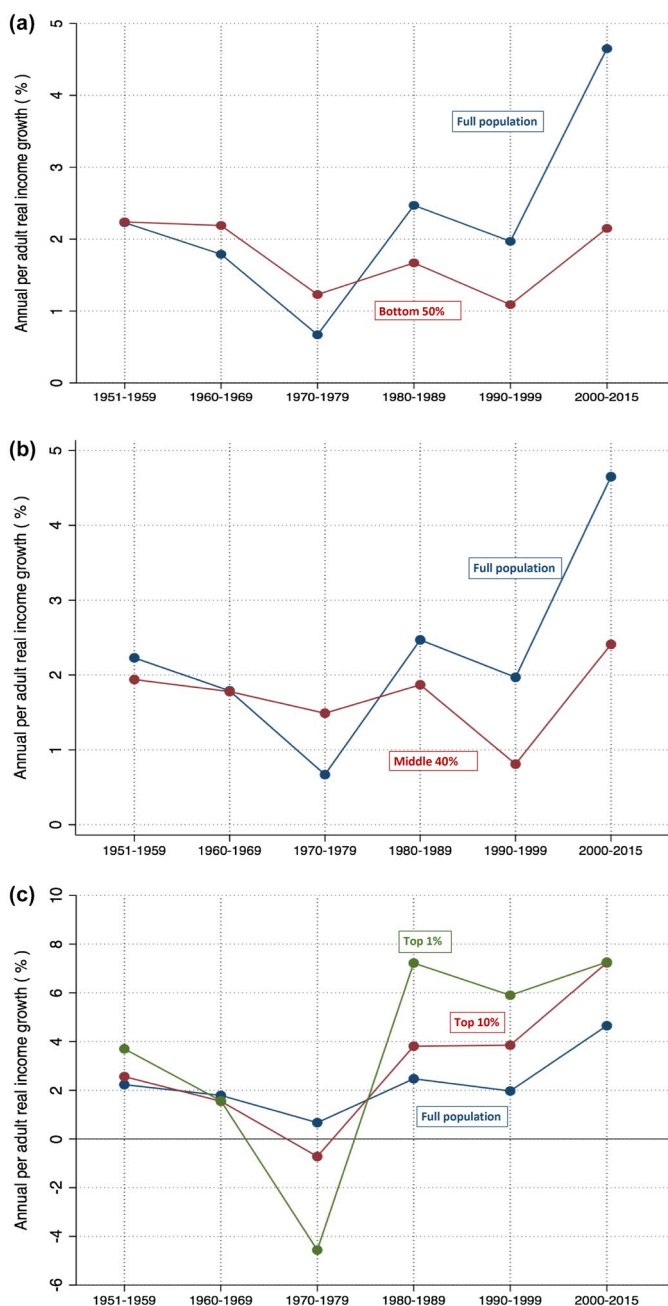 (a)
Annual per adult real income growth ( % )
5
4
3
2
1
0
Full population
Bottom 50%
1951-1959 1960-1969 1970-1979 1980-1989 1990-1999 2000-2015
(b)
Annual per adult real income growth ( % )
5
4
3
2
1
0
Full population
Middle 40%
1951-1959 1960-1969 1970-1979 1980-1989 1990-1999 2000-2015
(c)
Annual per adult real income growth ( % )
10
8
6
4
2
0
-2
-4
-6
Top 1%
Top 10%
Full population
1951-1959 1960-1969 1970-1979 1980-1989 1990-1999 2000-2015